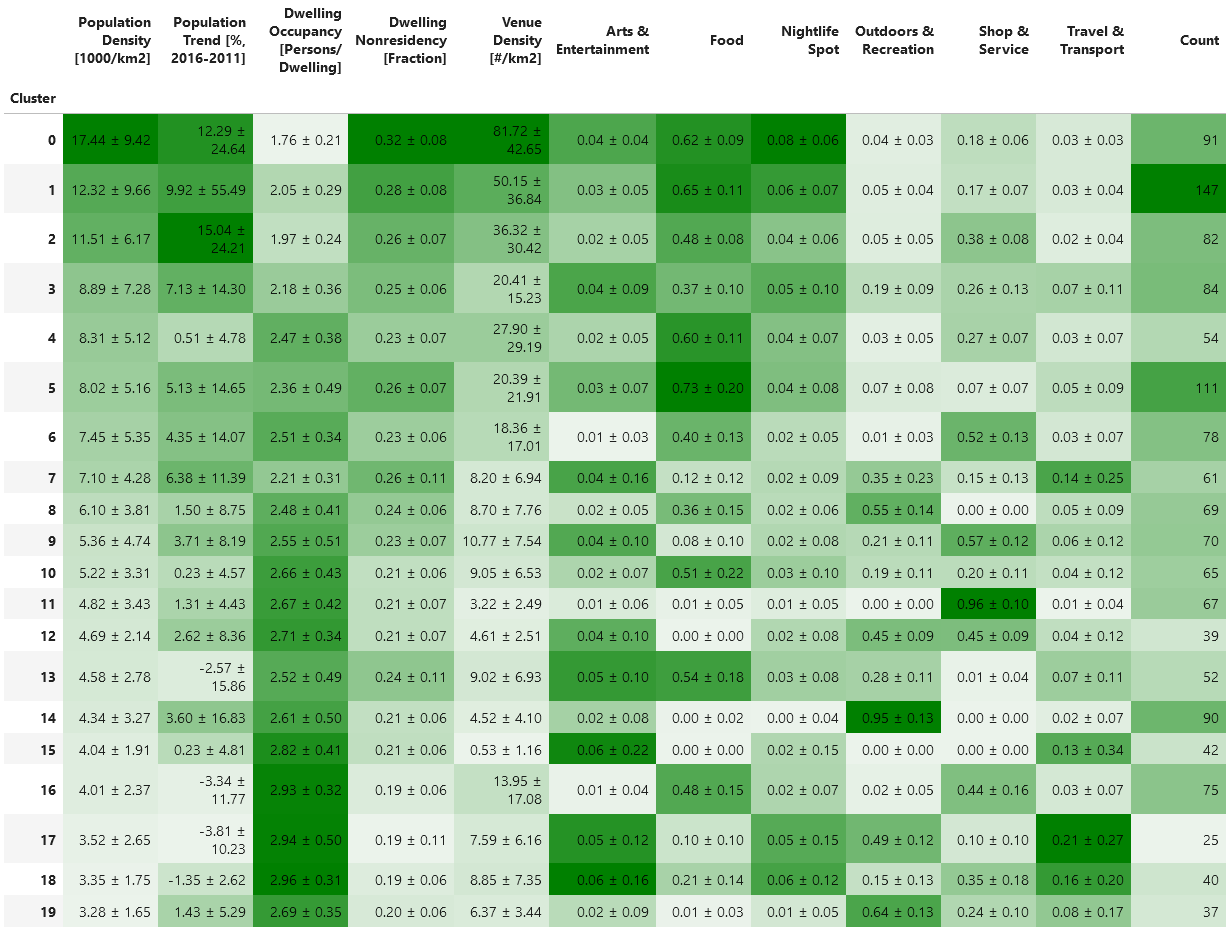 Cluster Population Density [1000/km2] Population Trend [%, 2016-2011] Dwelling Occupancy [Persons/ Dwelling] Dwelling Nonresidency [Fraction] Venue Density [#/km2] Arts & Entertainment Food Nightlife Spot Outdoors & Recreation Shop & Service Travel & Transport Count
0 17.44 ± 9.42 12.29 ± 24.64 1.76 ± 0.21 0.32 ± 0.08 81.72 ± 42.65 0.04 ± 0.04 0.62 ± 0.09 0.08 ± 0.06 0.04 ± 0.03 0.18 ± 0.06 0.03 ± 0.03 91
1 12.32 ± 9.66 9.92 ± 55.49 2.05 ± 0.29 0.28 ± 0.08 50.15 ± 36.84 0.03 ± 0.05 0.65 ± 0.11 0.06 ± 0.07 0.05 ± 0.04 0.17 ± 0.07 0.03 ± 0.04 147
2 11.51 ± 6.17 15.04 ± 24.21 1.97 ± 0.24 0.26 ± 0.07 36.32 ± 30.42 0.02 ± 0.05 0.48 ± 0.08 0.04 ± 0.06 0.05 ± 0.05 0.38 ± 0.08 0.02 ± 0.04 82
3 8.89 ± 7.28 7.13 ± 14.30 2.18 ± 0.36 0.25 ± 0.06 20.41 ± 15.23 0.04 ± 0.09 0.37 ± 0.10 0.05 ± 0.10 0.19 ± 0.09 0.26 ± 0.13 0.07 ± 0.11 84
4 8.31 ± 5.12 0.51 ± 4.78 2.47 ± 0.38 0.23 ± 0.07 27.90 ± 29.19 0.02 ± 0.05 0.60 ± 0.11 0.04 ± 0.07 0.03 ± 0.05 0.27 ± 0.07 0.03 ± 0.07 54
5 8.02 ± 5.16 5.13 ± 14.65 2.36 ± 0.49 0.26 ± 0.07 20.39 ± 21.91 0.03 ± 0.07 0.73 ± 0.20 0.04 ± 0.08 0.07 ± 0.08 0.07 ± 0.07 0.05 ± 0.09 111
6 7.45 ± 5.35 4.35 ± 14.07 2.51 ± 0.34 0.23 ± 0.06 18.36 ± 17.01 0.01 ± 0.03 0.40 ± 0.13 0.02 ± 0.05 0.01 ± 0.03 0.52 ± 0.13 0.03 ± 0.07 78
7 7.10 ± 4.28 6.38 ± 11.39 2.21 ± 0.31 0.26 ± 0.11 8.20 ± 6.94 0.04 ± 0.16 0.12 ± 0.12 0.02 ± 0.09 0.35 ± 0.23 0.15 ± 0.13 0.14 ± 0.25 61
8 6.10 ± 3.81 1.50 ± 8.75 2.48 ± 0.41 0.24 ± 0.06 8.70 ± 7.76 0.02 ± 0.05 0.36 ± 0.15 0.02 ± 0.06 0.55 ± 0.14 0.00 ± 0.00 0.05 ± 0.09 69
9 5.36 ± 4.74 3.71 ± 8.19 2.55 ± 0.51 0.23 ± 0.07 10.77 ± 7.54 0.04 ± 0.10 0.08 ± 0.10 0.02 ± 0.08 0.21 ± 0.11 0.57 ± 0.12 0.06 ± 0.12 70
10 5.22 ± 3.31 0.23 ± 4.57 2.66 ± 0.43 0.21 ± 0.06 9.05 ± 6.53 0.02 ± 0.07 0.51 ± 0.22 0.03 ± 0.10 0.19 ± 0.11 0.20 ± 0.11 0.04 ± 0.12 65
11 4.82 ± 3.43 1.31 ± 4.43 2.67 ± 0.42 0.21 ± 0.07 3.22 ± 2.49 0.01 ± 0.06 0.01 ± 0.05 0.01 ± 0.05 0.00 ± 0.00 0.96 ± 0.10 0.01 ± 0.04 67
12 4.69 ± 2.14 2.62 ± 8.36 2.71 ± 0.34 0.21 ± 0.07 4.61 ± 2.51 0.04 ± 0.10 0.00 ± 0.00 0.02 ± 0.08 0.45 ± 0.09 0.45 ± 0.09 0.04 ± 0.12 39
13 4.58 ± 2.78 -2.57 ± 15.86 2.52 ± 0.49 0.24 ± 0.11 9.02 ± 6.93 0.05 ± 0.10 0.54 ± 0.18 0.03 ± 0.08 0.28 ± 0.11 0.01 ± 0.04 0.07 ± 0.11 52
14 4.34 ± 3.27 3.60 ± 16.83 2.61 ± 0.50 0.21 ± 0.06 4.52 ± 4.10 0.02 ± 0.08 0.00 ± 0.02 0.00 ± 0.04 0.95 ± 0.13 0.00 ± 0.00 0.02 ± 0.07 90
15 4.04 ± 1.91 0.23 ± 4.81 2.82 ± 0.41 0.21 ± 0.06 0.53 ± 1.16 0.06 ± 0.22 0.00 ± 0.00 0.02 ± 0.15 0.00 ± 0.00 0.00 ± 0.00 0.13 ± 0.34 42
16 4.01 ± 2.37 -3.34 ± 11.77 2.93 ± 0.32 0.19 ± 0.06 13.95 ± 17.08 0.01 ± 0.04 0.48 ± 0.15 0.02 ± 0.07 0.02 ± 0.05 0.44 ± 0.16 0.03 ± 0.07 75
17 3.52 ± 2.65 -3.81 ± 10.23 2.94 ± 0.50 0.19 ± 0.11 7.59 ± 6.16 0.05 ± 0.12 0.10 ± 0.10 0.05 ± 0.15 0.49 ± 0.12 0.10 ± 0.10 0.21 ± 0.27 25
18 3.35 ± 1.75 -1.35 ± 2.62 2.96 ± 0.31 0.19 ± 0.06 8.85 ± 7.35 0.06 ± 0.16 0.21 ± 0.14 0.06 ± 0.12 0.15 ± 0.13 0.35 ± 0.18 0.16 ± 0.20 40
19 3.28 ± 1.65 1.43 ± 5.29 2.69 ± 0.35 0.20 ± 0.06 6.37 ± 3.44 0.02 ± 0.09 0.01 ± 0.03 0.01 ± 0.05 0.64 ± 0.13 0.24 ± 0.10 0.08 ± 0.17 37